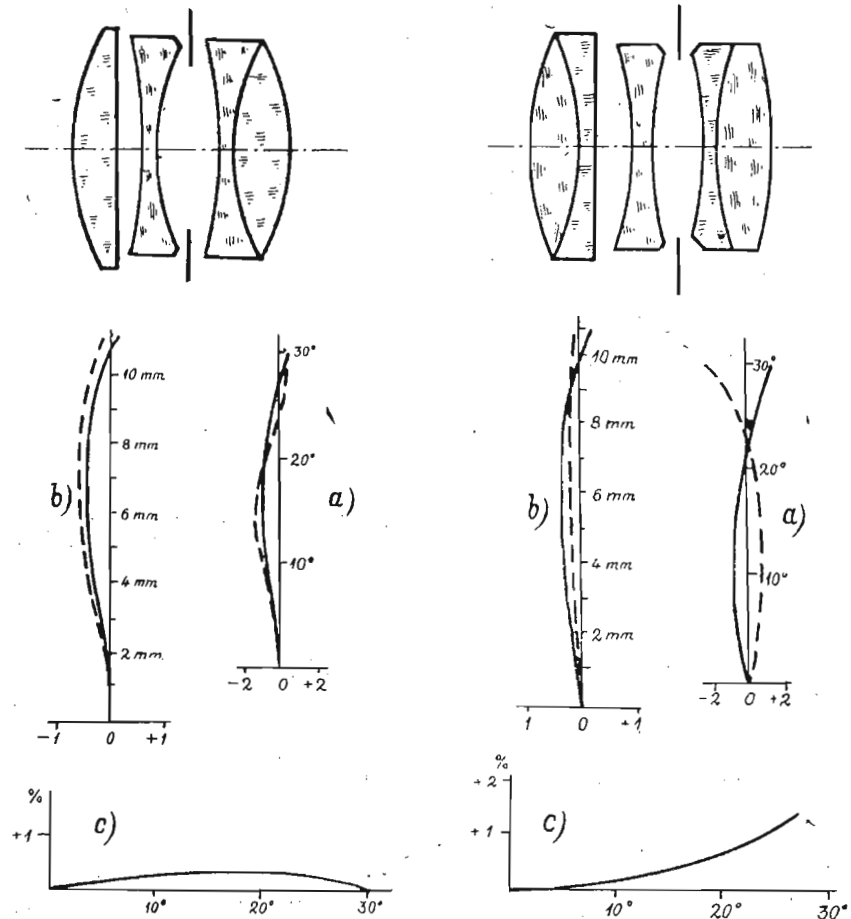 b)
10 mm
8 mm
6 mm
4 mm
2 mm
-1 0 +1
a)
30°
20°
10°
-2 0 +2
c)
%
+1
10° 20° 30°
b)
10 mm
8 mm
6 mm
4 mm
2 mm
1 0 +1
a)
30°
20°
10°
-2 0 +2
c)
%
+2
+1
10° 20° 30°